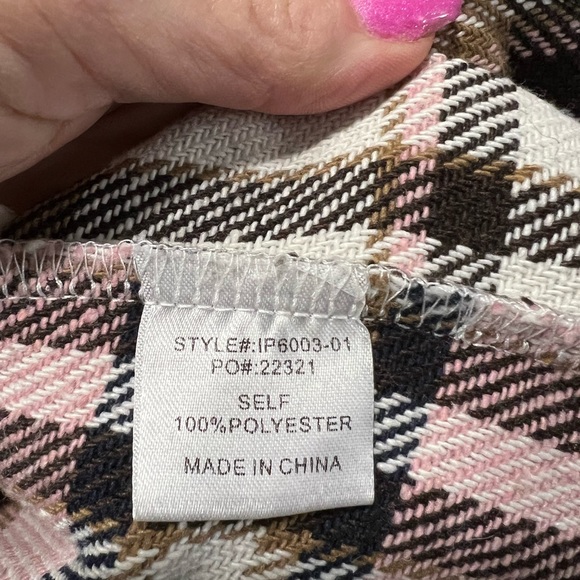 STYLE#:IP6003-01
PO#:22321
SELF
100%POLYESTER
MADE IN CHINA